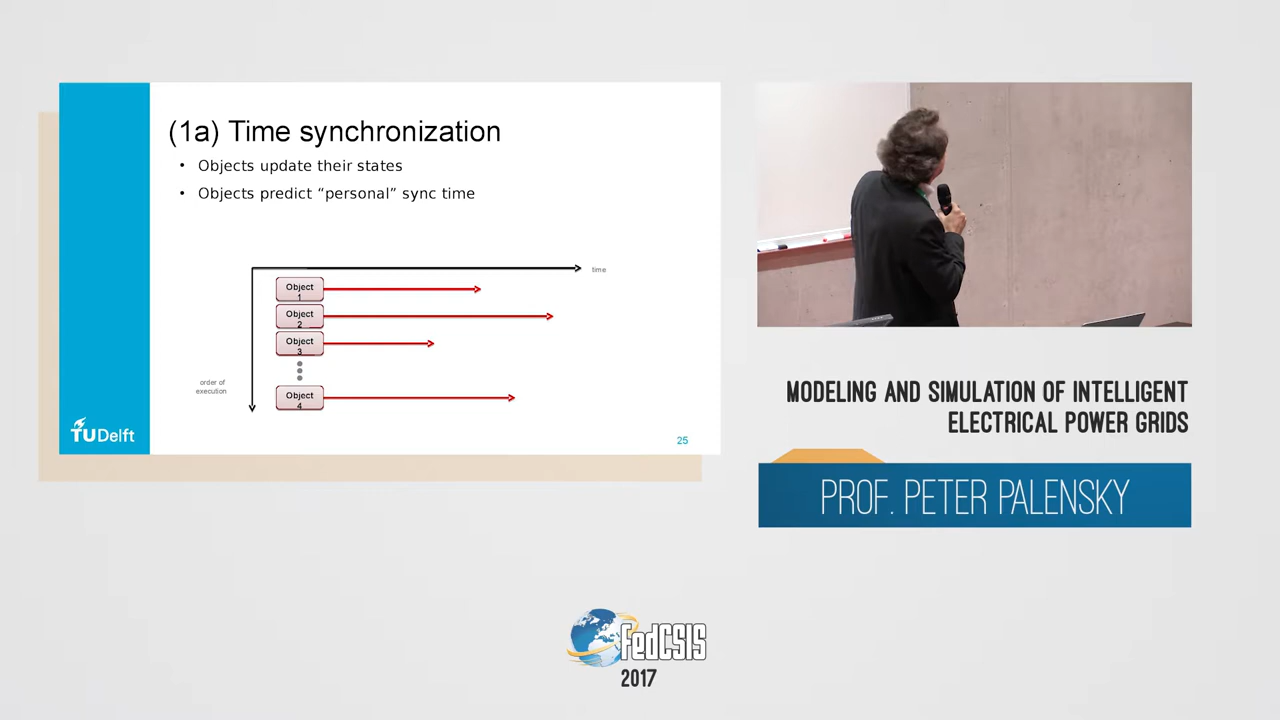 (1a) Time synchronization
• Objects update their states
• Objects predict “personal” sync time
time
Object
1
Object
2
Object
3
Object
4
order of
execution
TUDelft
25
MODELING AND SIMULATION OF INTELLIGENT
ELECTRICAL POWER GRIDS
PROF. PETER PALENSKY
FedCSIS
2017